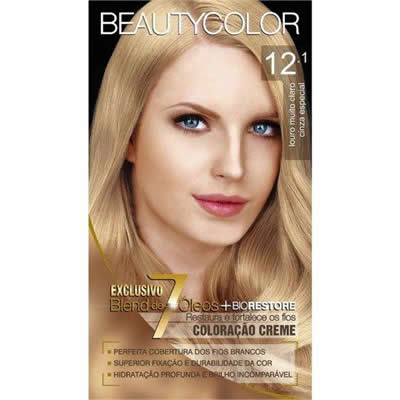 BEAUTYCOLOR
12.1
louro muito claro
cinza especial
EXCLUSIVO
Blend de 7 Óleos + BIORESTORE
Restaura e fortalece os fios
COLORAÇÃO CREME
PERFEITA COBERTURA DOS FIOS BRANCOS
SUPERIOR FIXAÇÃO E DURABILIDADE DA COR
HIDRATAÇÃO PROFUNDA E BRILHO INCOMPARÁVEL